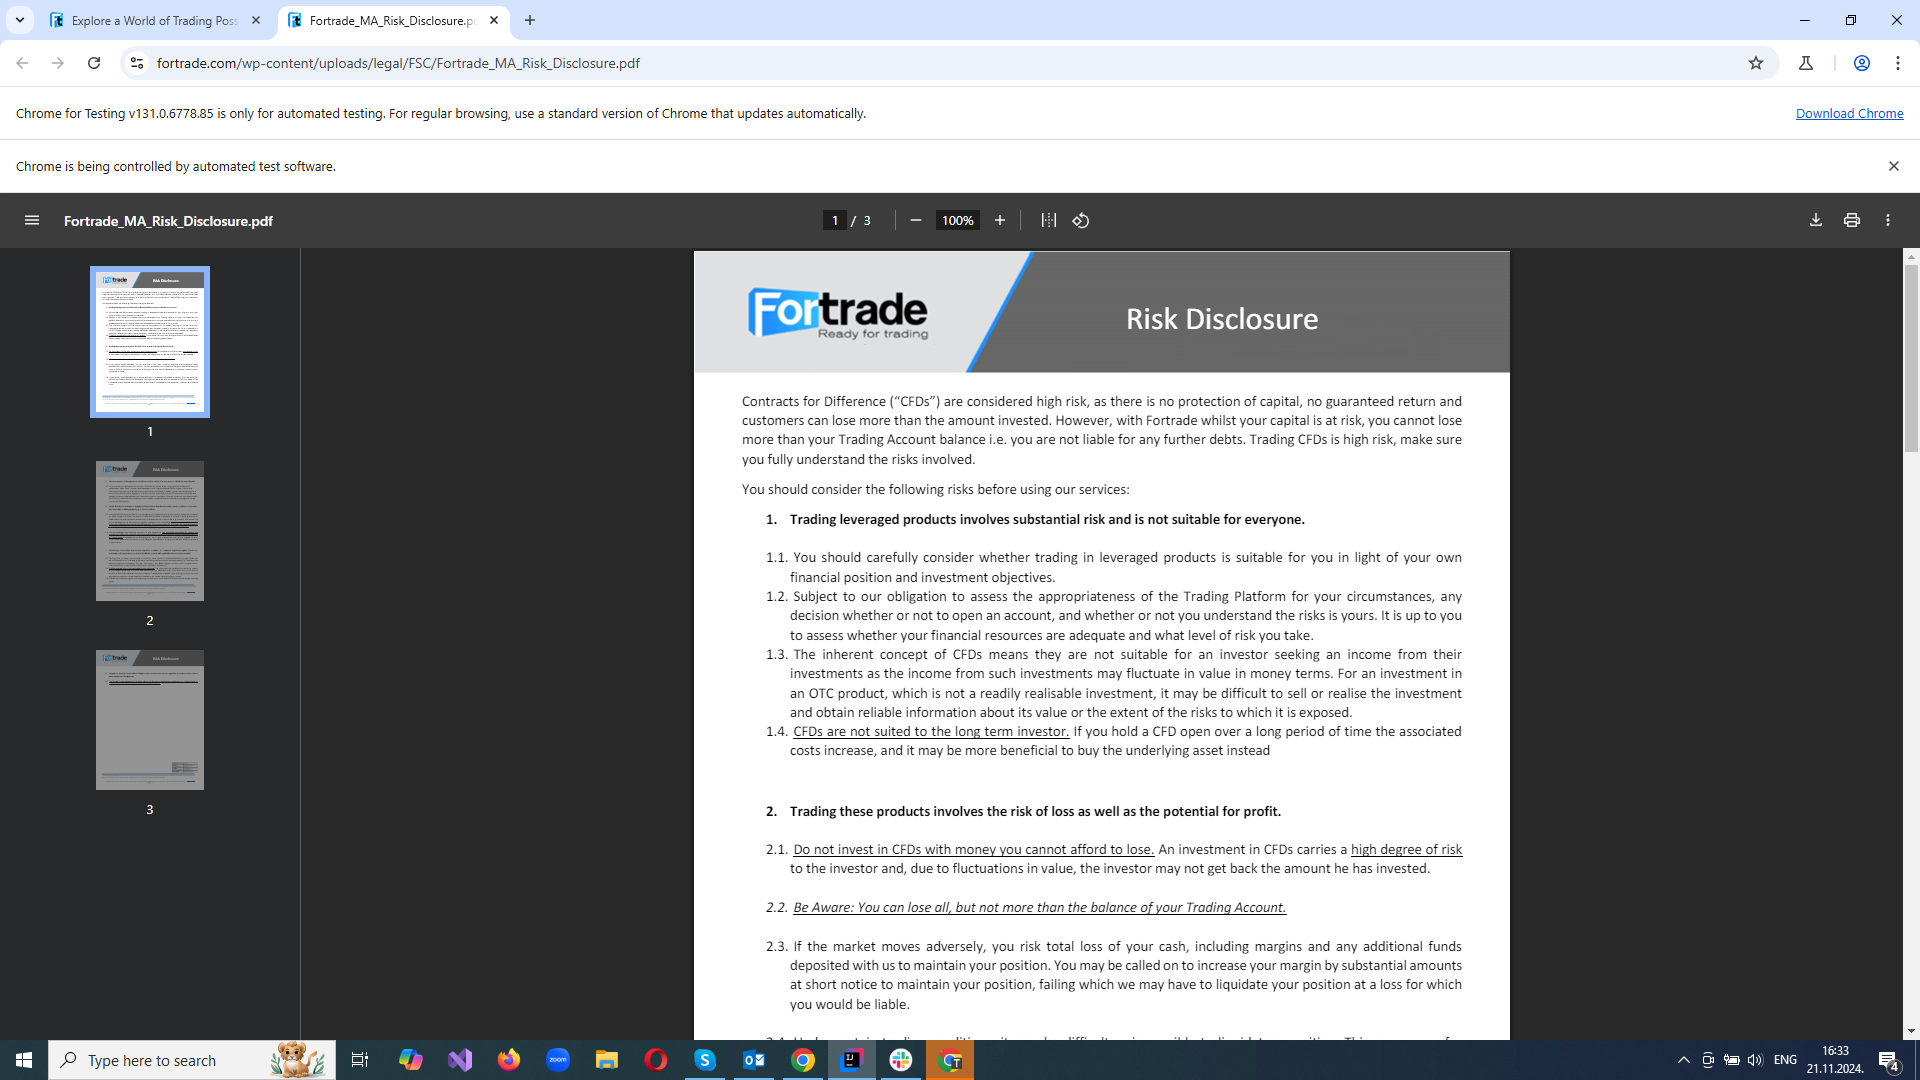 Explore a World of Trading Poss
Fortrade_MA_Risk_Disclosure.pd
fortrade.com/wp-content/uploads/legal/FSC/Fortrade_MA_Risk_Disclosure.pdf
Chrome for Testing v131.0.6778.85 is only for automated testing. For regular browsing, use a standard version of Chrome that updates automatically.
Download Chrome
Chrome is being controlled by automated test software.
Fortrade_MA_Risk_Disclosure.pdf
1 / 3
100%
1
2
3
Fortrade
Ready for trading
Risk Disclosure
Contracts for Difference (“CFDs”) are considered high risk, as there is no protection of capital, no guaranteed return and
customers can lose more than the amount invested. However, with Fortrade whilst your capital is at risk, you cannot lose
more than your Trading Account balance i.e. you are not liable for any further debts. Trading CFDs is high risk, make sure
you fully understand the risks involved.
You should consider the following risks before using our services:
1. Trading leveraged products involves substantial risk and is not suitable for everyone.
1.1. You should carefully consider whether trading in leveraged products is suitable for you in light of your own
financial position and investment objectives.
1.2. Subject to our obligation to assess the appropriateness of the Trading Platform for your circumstances, any
decision whether or not to open an account, and whether or not you understand the risks is yours. It is up to you
to assess whether your financial resources are adequate and what level of risk you take.
1.3. The inherent concept of CFDs means they are not suitable for an investor seeking an income from their
investments as the income from such investments may fluctuate in value in money terms. For an investment in
an OTC product, which is not a readily realisable investment, it may be difficult to sell or realise the investment
and obtain reliable information about its value or the extent of the risks to which it is exposed.
1.4. CFDs are not suited to the long term investor. If you hold a CFD open over a long period of time the associated
costs increase, and it may be more beneficial to buy the underlying asset instead
2. Trading these products involves the risk of loss as well as the potential for profit.
2.1. Do not invest in CFDs with money you cannot afford to lose. An investment in CFDs carries a high degree of risk
to the investor and, due to fluctuations in value, the investor may not get back the amount he has invested.
2.2. Be Aware: You can lose all, but not more than the balance of your Trading Account.
2.3. If the market moves adversely, you risk total loss of your cash, including margins and any additional funds
deposited with us to maintain your position. You may be called on to increase your margin by substantial amounts
at short notice to maintain your position, failing which we may have to liquidate your position at a loss for which
you would be liable.
Type here to search
zoom
ENG
16:33
21.11.2024.
4